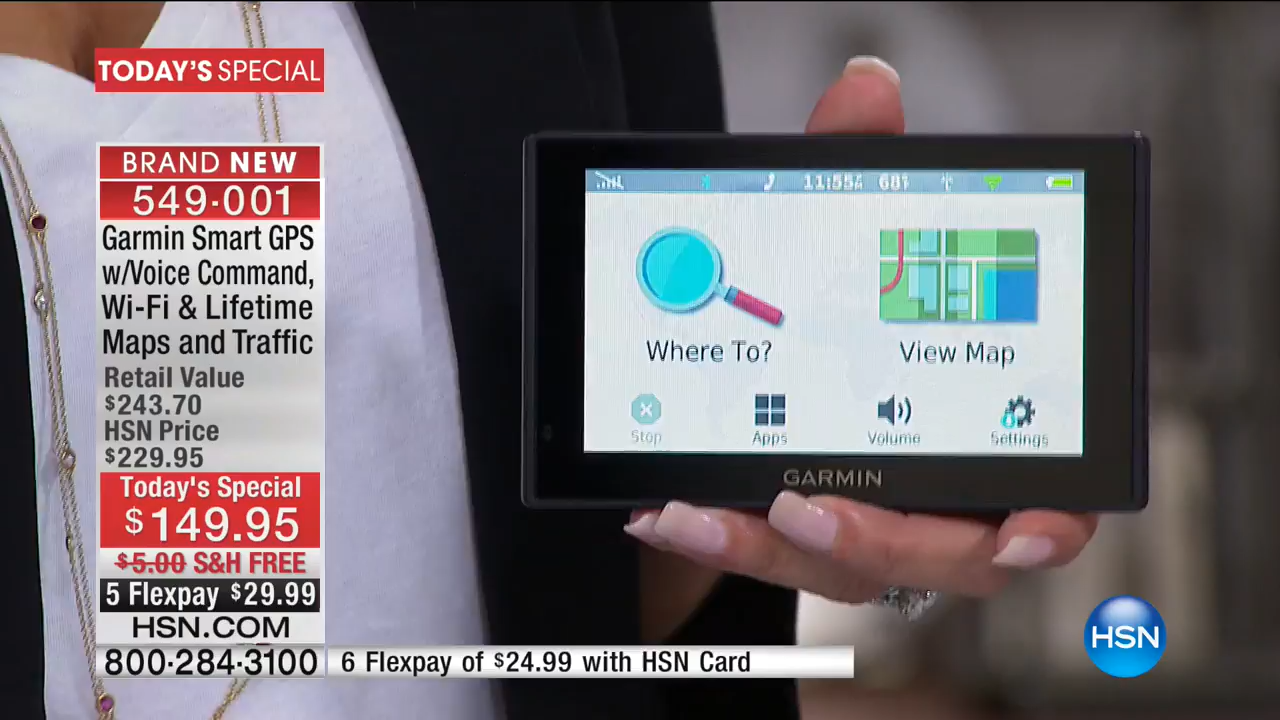 TODAY'S SPECIAL
BRAND NEW
549·001
Garmin Smart GPS
w/Voice Command,
Wi-Fi & Lifetime
Maps and Traffic
Retail Value
$243.70
HSN Price
$229.95
Today's Special
$149.95
$5.00 S&H FREE
5 Flexpay $29.99
HSN.COM
800·284·3100
6 Flexpay of $24.99 with HSN Card
11:55
68°F
Where To?
View Map
Stop
Apps
Volume
Settings
GARMIN
HSN